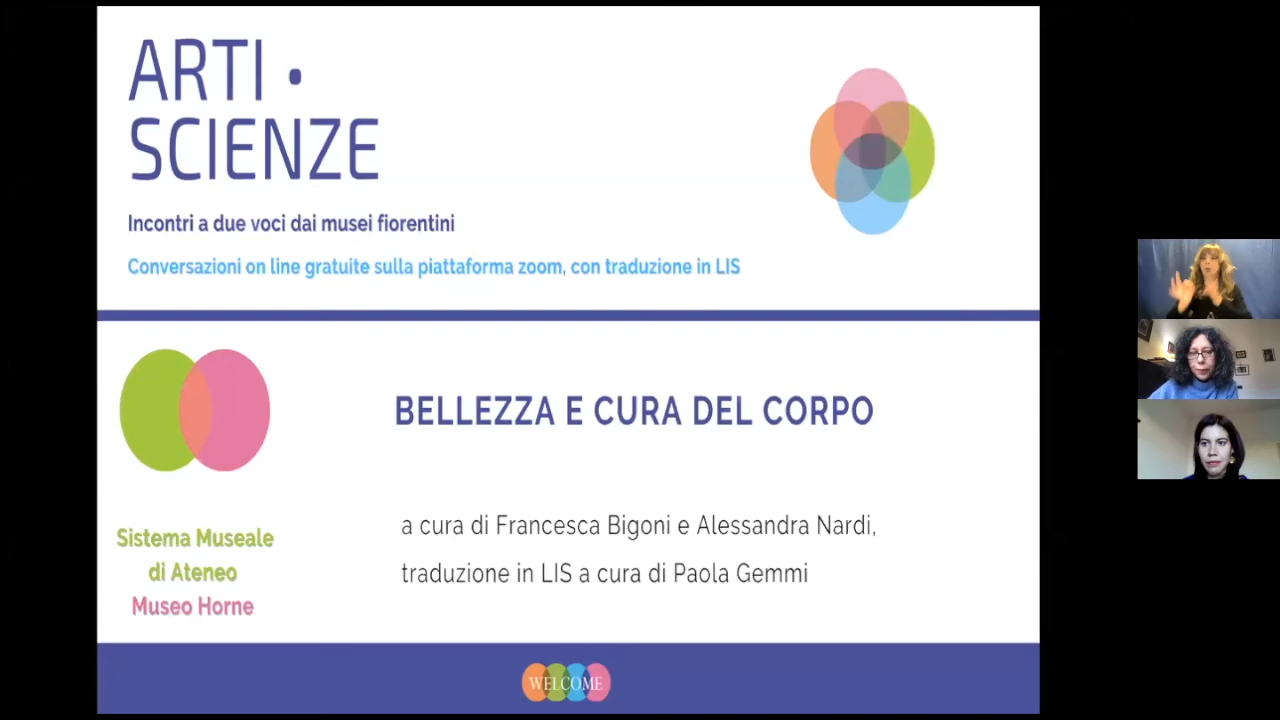 ARTI •
SCIENZE
Incontri a due voci dai musei fiorentini
Conversazioni on line gratuite sulla piattaforma zoom, con traduzione in LIS
BELLEZZA E CURA DEL CORPO
a cura di Francesca Bigoni e Alessandra Nardi,
traduzione in LIS a cura di Paola Gemmi
Sistema Museale
di Ateneo
Museo Horne
WELCOME